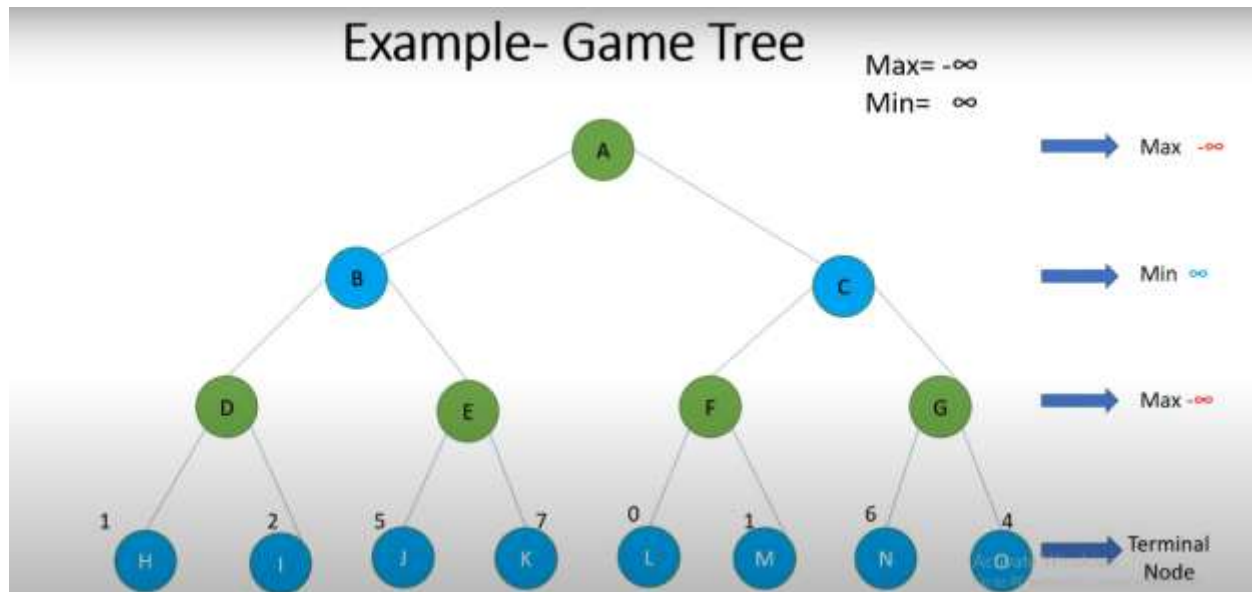 Example- Game Tree
Max= -∞
Min= ∞
A
Max -∞
B
C
Min ∞
D
E
F
G
Max -∞
1
2
5
7
0
1
6
4
H
I
J
K
L
M
N
O
Terminal
Node